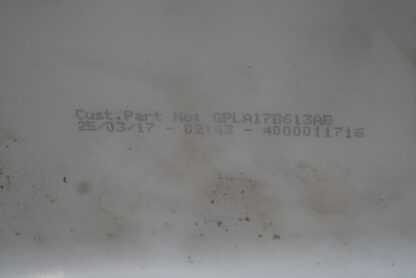 Cust.Part No: GPLA17B613AB
25/03/17 - 02:43 - 4000011716